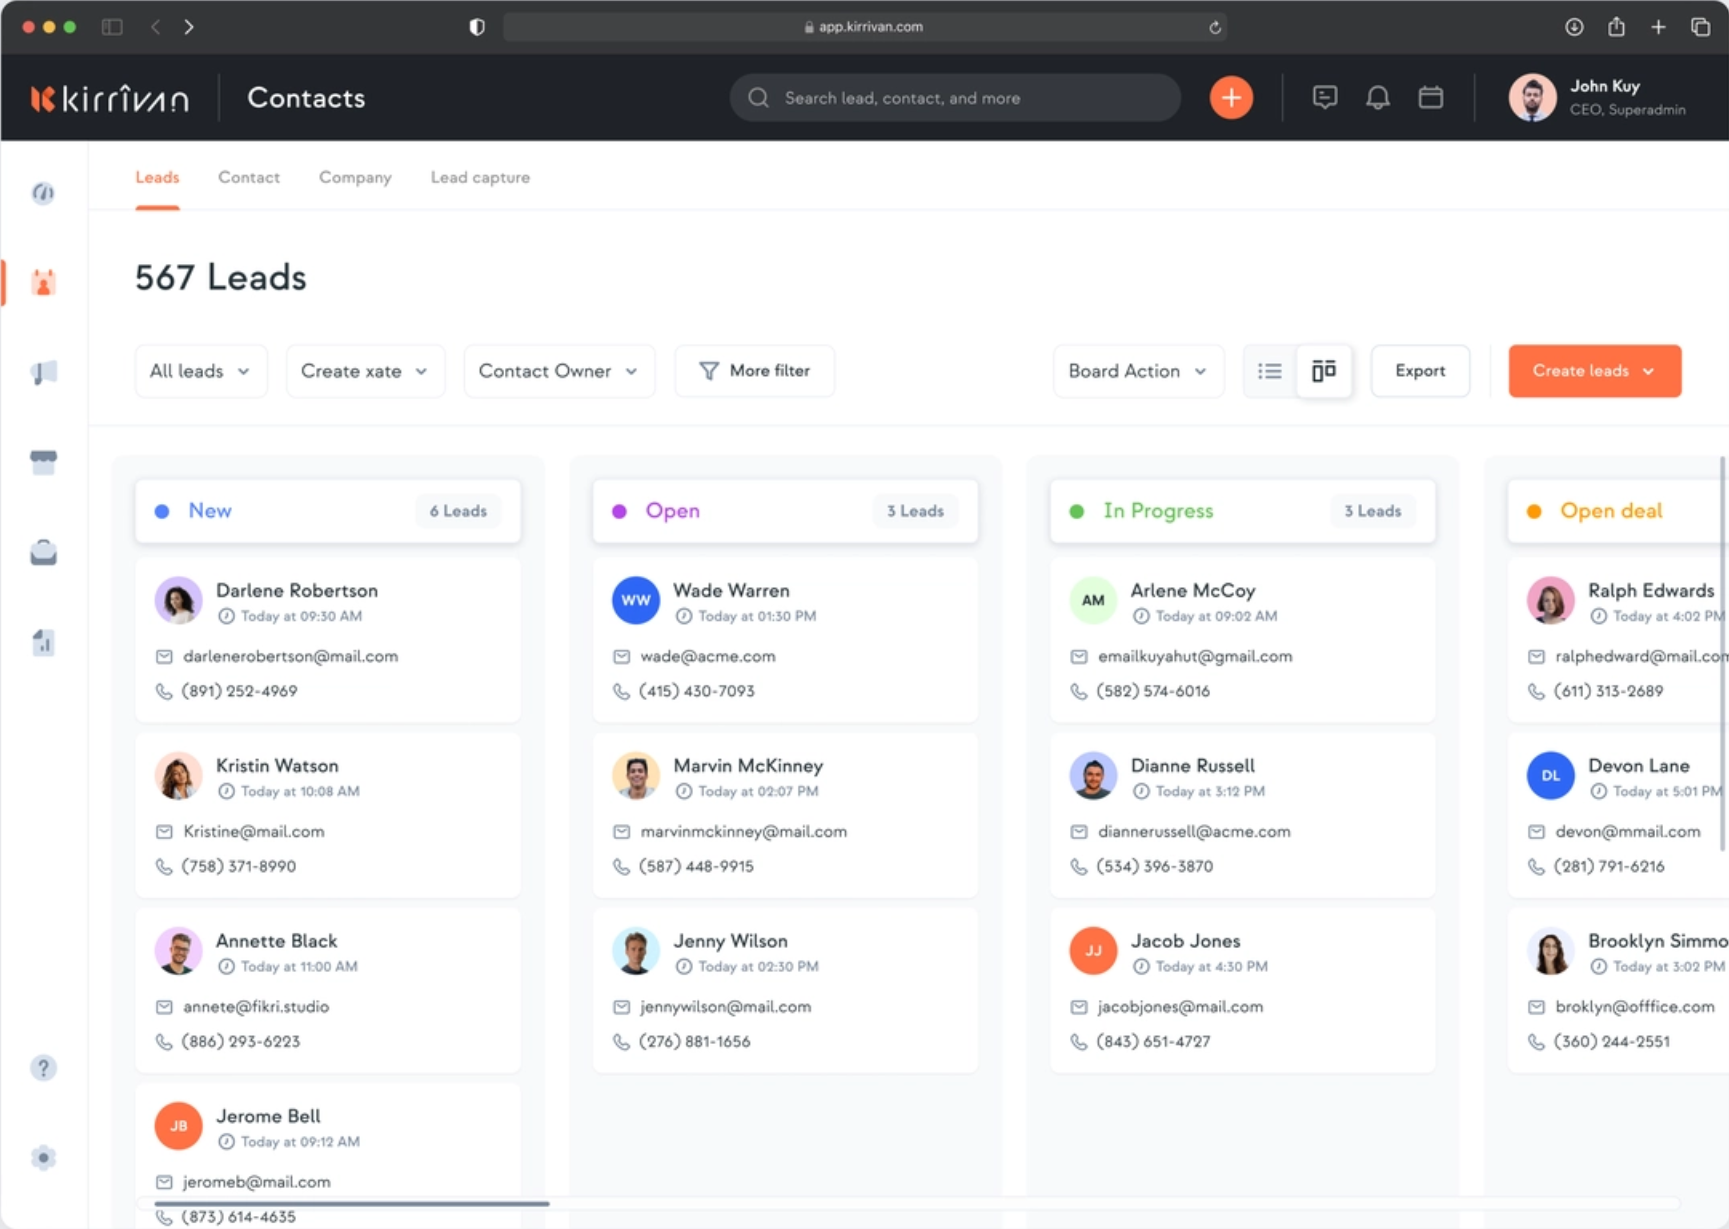 app.kirrivan.com
kirrîvan
Contacts
Search lead, contact, and more
John Kuy
CEO, Superadmin
Leads
Contact
Company
Lead capture
567 Leads
All leads
Create xate
Contact Owner
More filter
Board Action
Export
Create leads
New
6 Leads
Darlene Robertson
Today at 09:30 AM
darlenerobertson@mail.com
(891) 252-4969
Kristin Watson
Today at 10:08 AM
Kristine@mail.com
(758) 371-8990
Annette Black
Today at 11:00 AM
annete@fikri.studio
(886) 293-6223
JB
Jerome Bell
Today at 09:12 AM
jeromeb@mail.com
(873) 614-4635
Open
3 Leads
WW
Wade Warren
Today at 01:30 PM
wade@acme.com
(415) 430-7093
Marvin McKinney
Today at 02:07 PM
marvinmckinney@mail.com
(587) 448-9915
Jenny Wilson
Today at 02:30 PM
jennywilson@mail.com
(276) 881-1656
In Progress
3 Leads
AM
Arlene McCoy
Today at 09:02 AM
emailkuyahut@gmail.com
(582) 574-6016
Dianne Russell
Today at 3:12 PM
diannerussell@acme.com
(534) 396-3870
JJ
Jacob Jones
Today at 4:30 PM
jacobjones@mail.com
(843) 651-4727
Open deal
Ralph Edwards
Today at 4:02 PM
ralphedward@mail.com
(611) 313-2689
DL
Devon Lane
Today at 5:01 PM
devon@mmail.com
(281) 791-6216
Brooklyn Simmo
Today at 3:02 PM
broklyn@offfice.com
(360) 244-2551
?